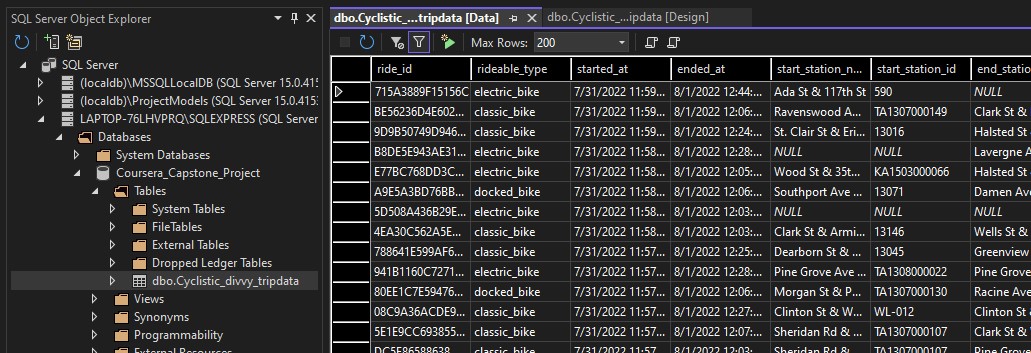 SQL Server Object Explorer
SQL Server
(localdb)\MSSQLLocalDB (SQL Server 15.0.415
(localdb)\ProjectModels (SQL Server 15.0.415
LAPTOP-76LHVPRQ\SQLEXPRESS (SQL Server
Databases
System Databases
Coursera_Capstone_Project
Tables
System Tables
FileTables
External Tables
Dropped Ledger Tables
dbo.Cyclistic_divvy_tripdata
Views
Synonyms
Programmability
External Resources
dbo.Cyclistic_...tripdata [Data] dbo.Cyclistic_...ipdata [Design]
Max Rows: 200
ride_id rideable_type started_at ended_at start_station_n... start_station_id end_station
715A3889F15156C electric_bike 7/31/2022 11:59... 8/1/2022 12:44:... Ada St & 117th St 590 NULL
BE56236D4E602... classic_bike 7/31/2022 11:59... 8/1/2022 12:06:... Ravenswood A... TA1307000149 Clark St &
9D9B50749D946... classic_bike 7/31/2022 11:59... 8/1/2022 12:24:... St. Clair St & Eri... 13016 Halsted St
B8DE5E943AE31... electric_bike 7/31/2022 11:58... 8/1/2022 12:28:... NULL NULL Lavergne A
E77BC768DD3C... electric_bike 7/31/2022 11:58... 8/1/2022 12:05:... Wood St & 35t... KA1503000066 Halsted St
A9E5A3BD76BB... docked_bike 7/31/2022 11:58... 8/1/2022 12:06:... Southport Ave ... 13071 Damen Av
5D508A436B29E... electric_bike 7/31/2022 11:58... 8/1/2022 12:03:... NULL NULL NULL
4EA30C562A5E... classic_bike 7/31/2022 11:58... 8/1/2022 12:03:... Clark St & Armi... 13146 Wells St &
788641E599AF6... classic_bike 7/31/2022 11:57... 8/1/2022 12:25:... Dearborn St & ... 13045 Greenview
941B1160C7271... electric_bike 7/31/2022 11:57... 8/1/2022 12:28:... Pine Grove Ave... TA1308000022 Pine Grov
80EE1C7E59476... docked_bike 7/31/2022 11:57... 8/1/2022 12:06:... Morgan St & P... TA1307000130 Racine Av
08C9A36ACDE9... classic_bike 7/31/2022 11:57... 8/1/2022 12:27:... Clinton St & W... WL-012 Clark St &
5E1E9CC693855... classic_bike 7/31/2022 11:57... 8/1/2022 12:07:... Sheridan Rd & ... TA1307000107 Clark St &
DC5F86588638... classic_bike 7/31/2022 11:57... 8/1/2022 12:03:... Sheridan Rd & ... TA1307000107 Pine Grov